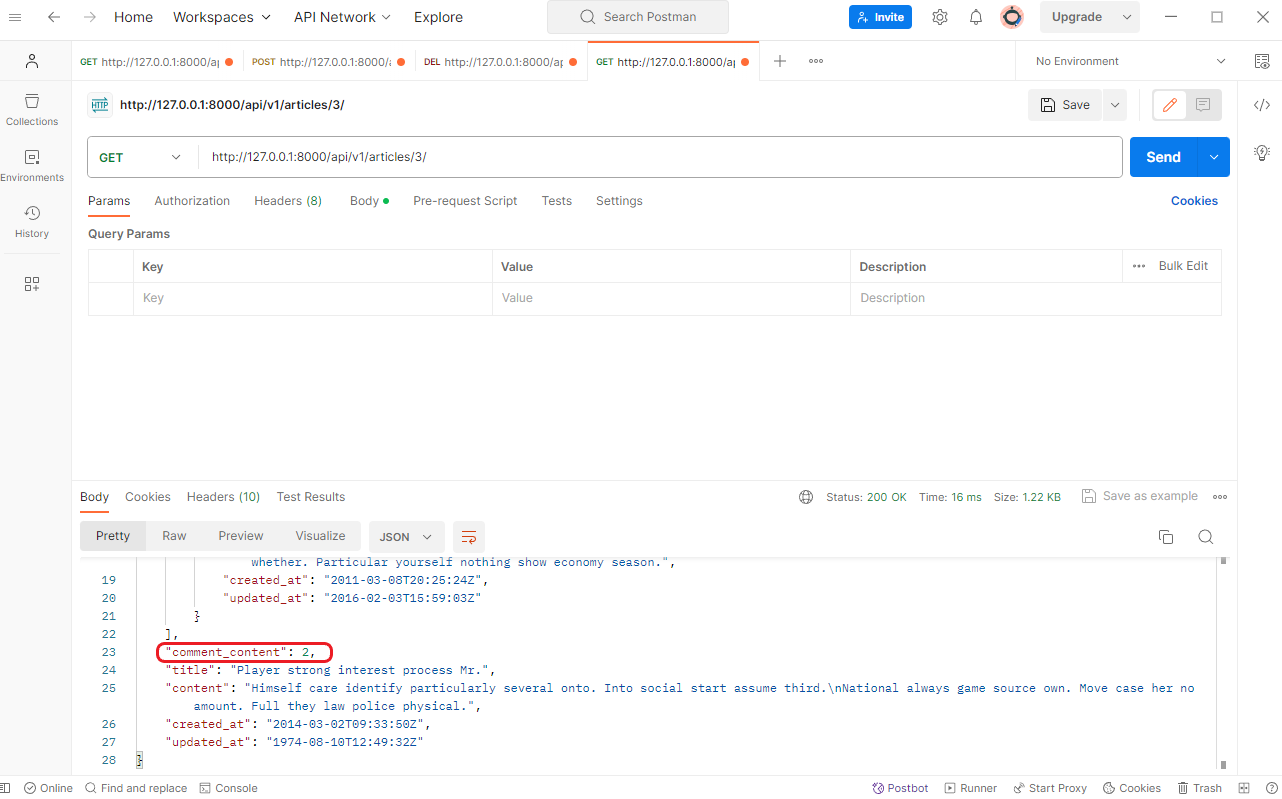 Home Workspaces API Network Explore Search Postman Invite Upgrade
GET http://127.0.0.1:8000/ap POST http://127.0.0.1:8000/a DEL http://127.0.0.1:8000/ap GET http://127.0.0.1:8000/ap No Environment
Collections
Environments
History
HTTP http://127.0.0.1:8000/api/v1/articles/3/ Save
GET http://127.0.0.1:8000/api/v1/articles/3/ Send
Params Authorization Headers (8) Body Pre-request Script Tests Settings Cookies
Query Params
Key Value Description Bulk Edit
Key Value Description
Body Cookies Headers (10) Test Results Status: 200 OK Time: 16 ms Size: 1.22 KB Save as example
Pretty Raw Preview Visualize JSON
whether. Particular yourself nothing show economy season.",
19 "created_at": "2011-03-08T20:25:24Z",
20 "updated_at": "2016-02-03T15:59:03Z"
21 }
22 ],
23 "comment_content": 2,
24 "title": "Player strong interest process Mr.",
25 "content": "Himself care identify particularly several onto. Into social start assume third.\nNational always game source own. Move case her no
amount. Full they law police physical.",
26 "created_at": "2014-03-02T09:33:50Z",
27 "updated_at": "1974-08-10T12:49:32Z"
28 }
Online Find and replace Console Postbot Runner Start Proxy Cookies Trash